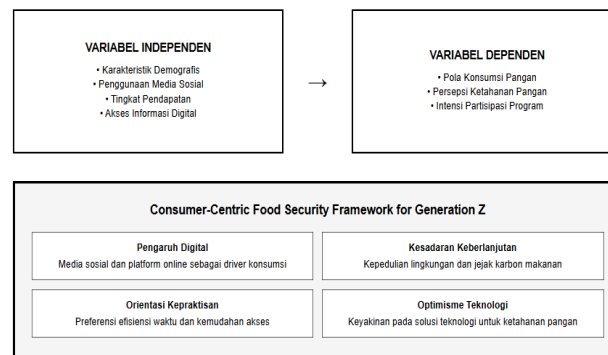 VARIABEL INDEPENDEN
• Karakteristik Demografis
• Penggunaan Media Sosial
• Tingkat Pendapatan
• Akses Informasi Digital
→
VARIABEL DEPENDEN
• Pola Konsumsi Pangan
• Persepsi Ketahanan Pangan
• Intensi Partisipasi Program
Consumer-Centric Food Security Framework for Generation Z
Pengaruh Digital
Media sosial dan platform online sebagai driver konsumsi
Kesadaran Keberlanjutan
Kepedulian lingkungan dan jejak karbon makanan
Orientasi Kepraktisan
Preferensi efisiensi waktu dan kemudahan akses
Optimisme Teknologi
Keyakinan pada solusi teknologi untuk ketahanan pangan